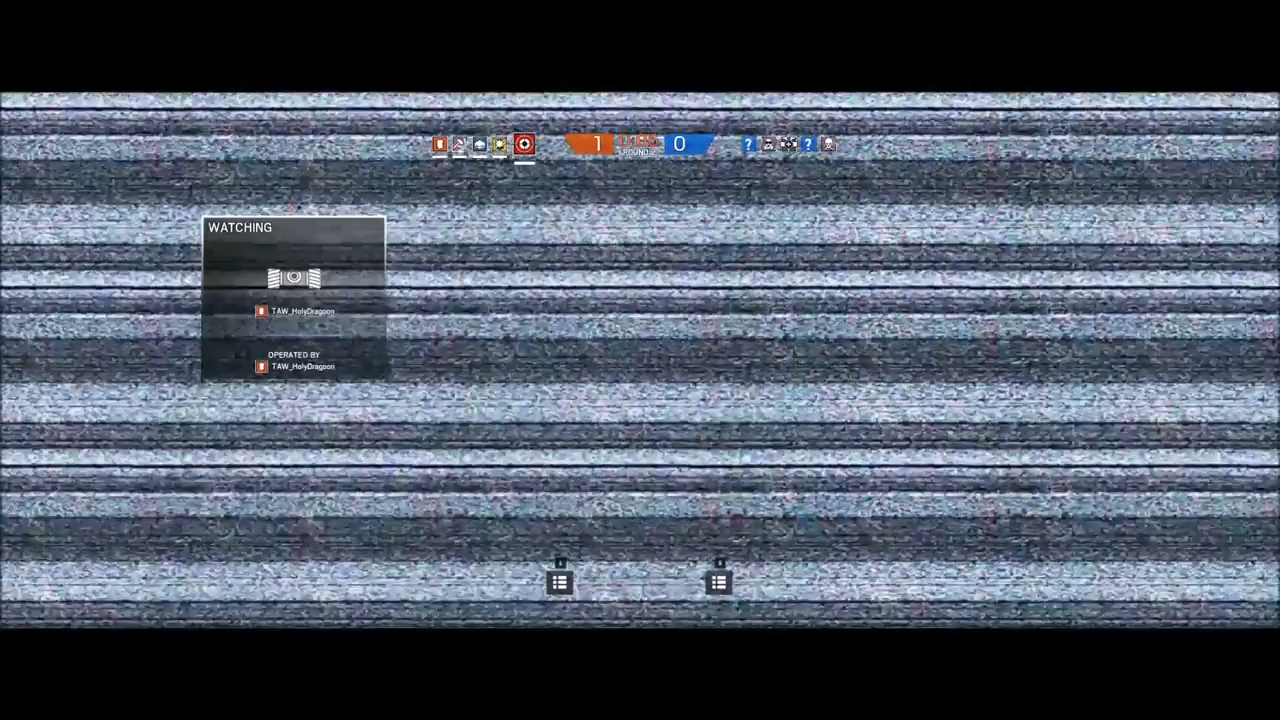 1
0
ROUND 2
? ?
WATCHING
TAW_HolyDragoon
OPERATED BY
TAW_HolyDragoon